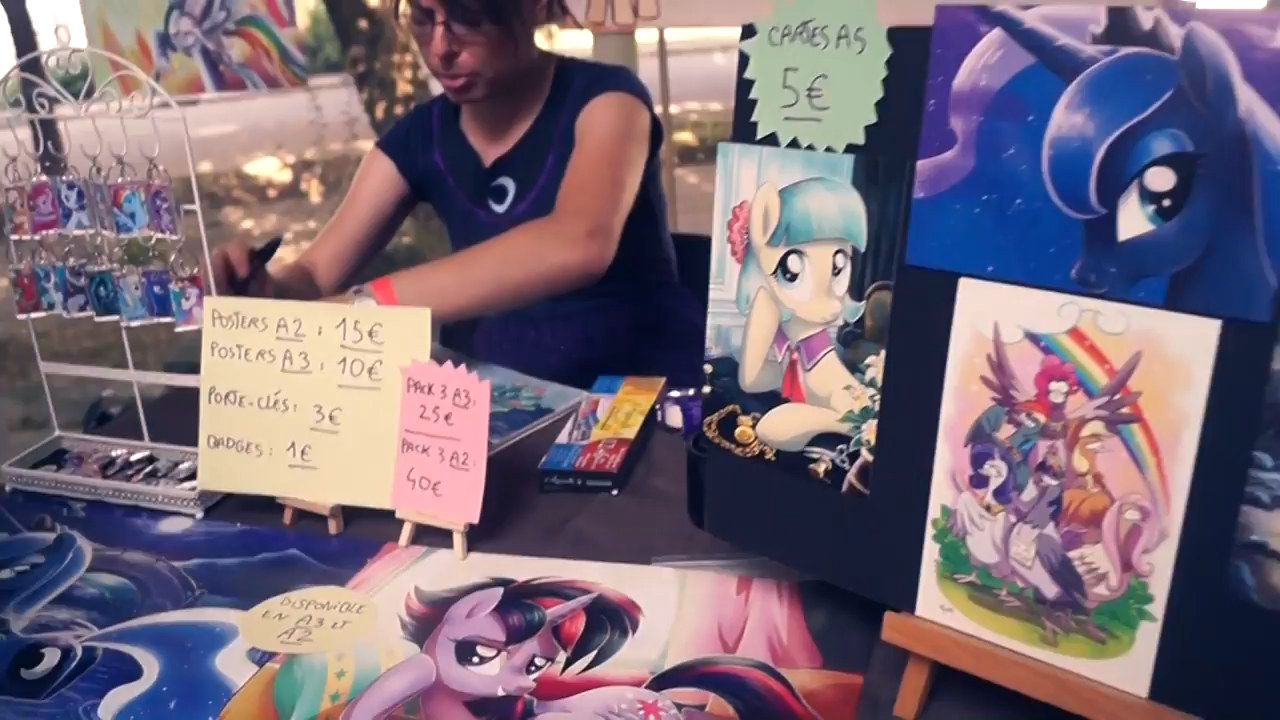 CARTES A5
5€
POSTERS A2 : 15€
POSTERS A3 : 10€
PORTE-CLÉS : 3€
BADGES : 1€
PACK 3 A3:
25€
PACK 3 A2:
40€
DISPONIBLE
EN A3 ET
A2